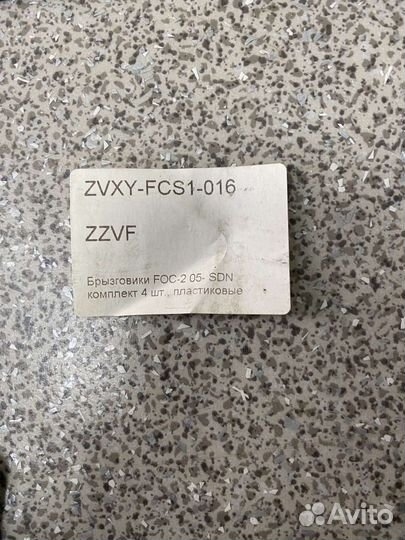 ZVXY-FCS1-016
ZZVF
Брызговики FOC-2 05- SDN
комплект 4 шт., пластиковые
Avito